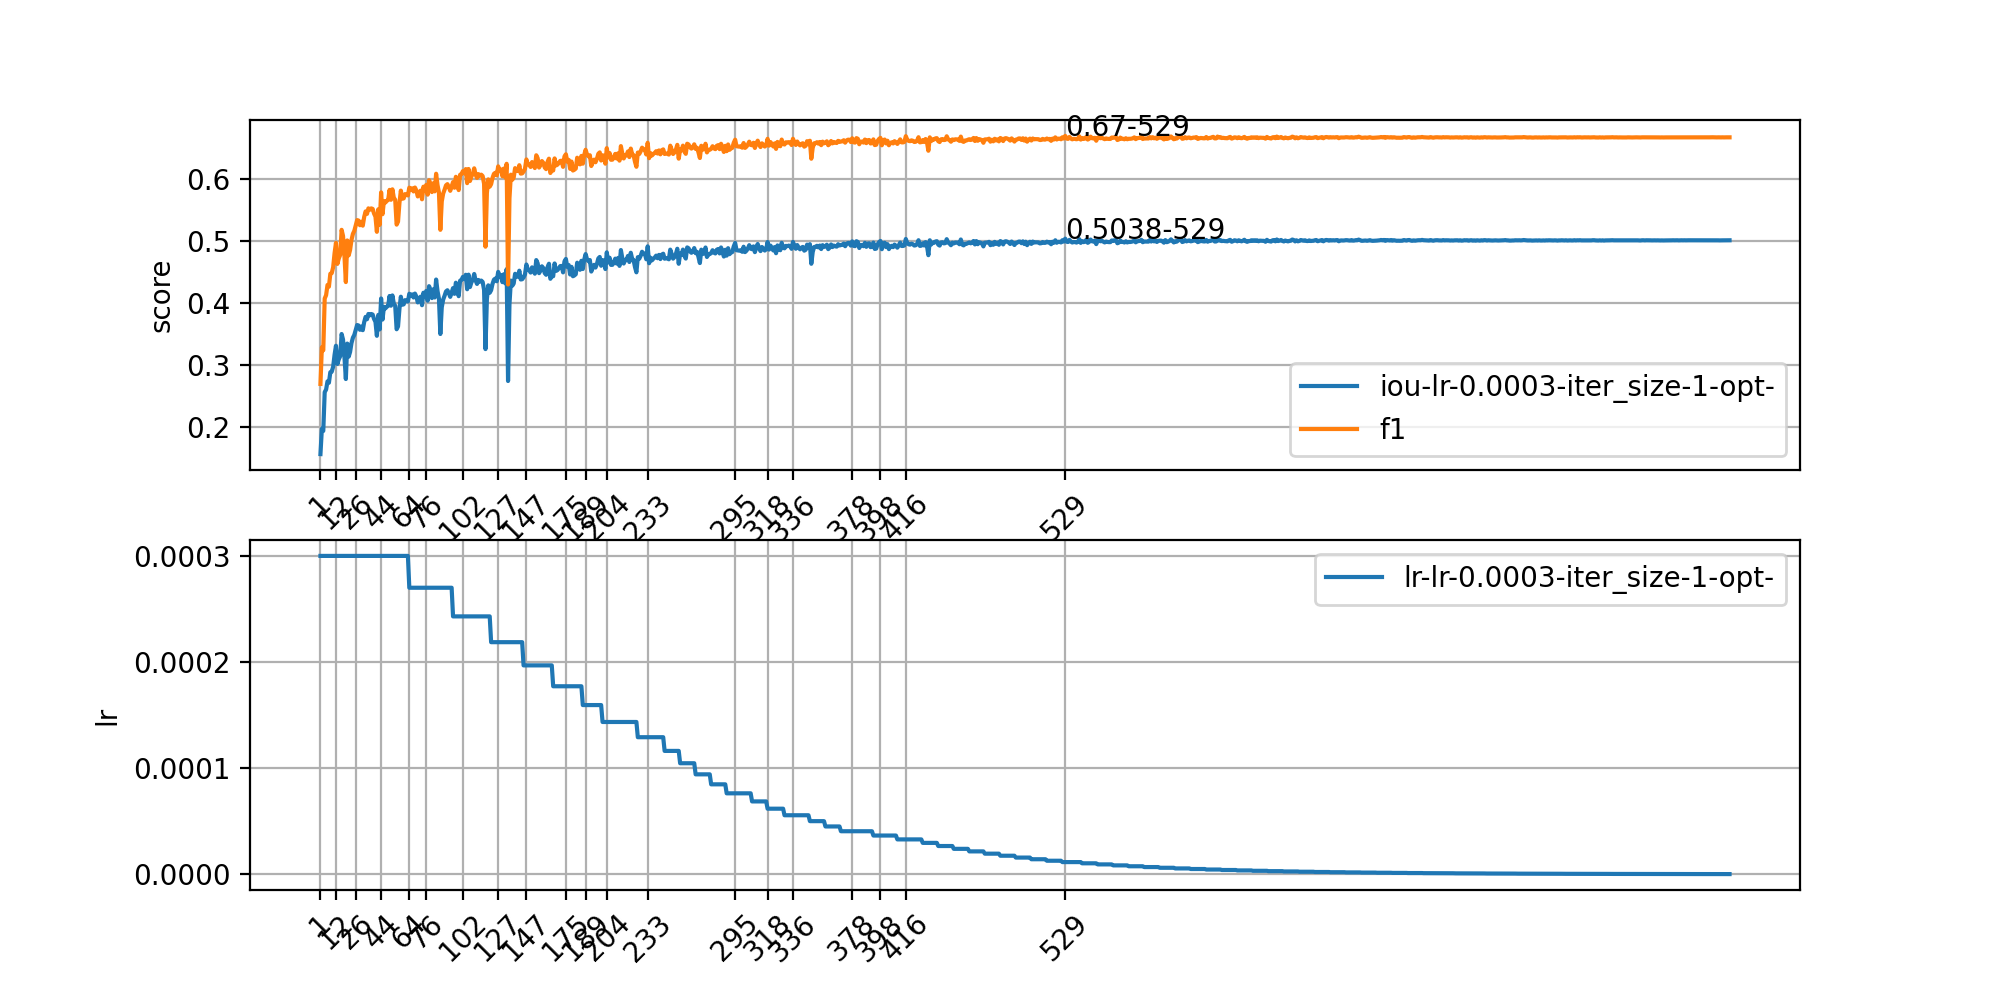 0.67-529
0.5038-529
score
0.6
0.5
0.4
0.3
0.2
iou-lr-0.0003-iter_size-1-opt-
f1
1 12 26 44 64 76 102 127 147 175 189 204 233 295 318 336 378 398 416 529
lr
0.0003
0.0002
0.0001
0.0000
lr-lr-0.0003-iter_size-1-opt-
1 12 26 44 64 76 102 127 147 175 189 204 233 295 318 336 378 398 416 529